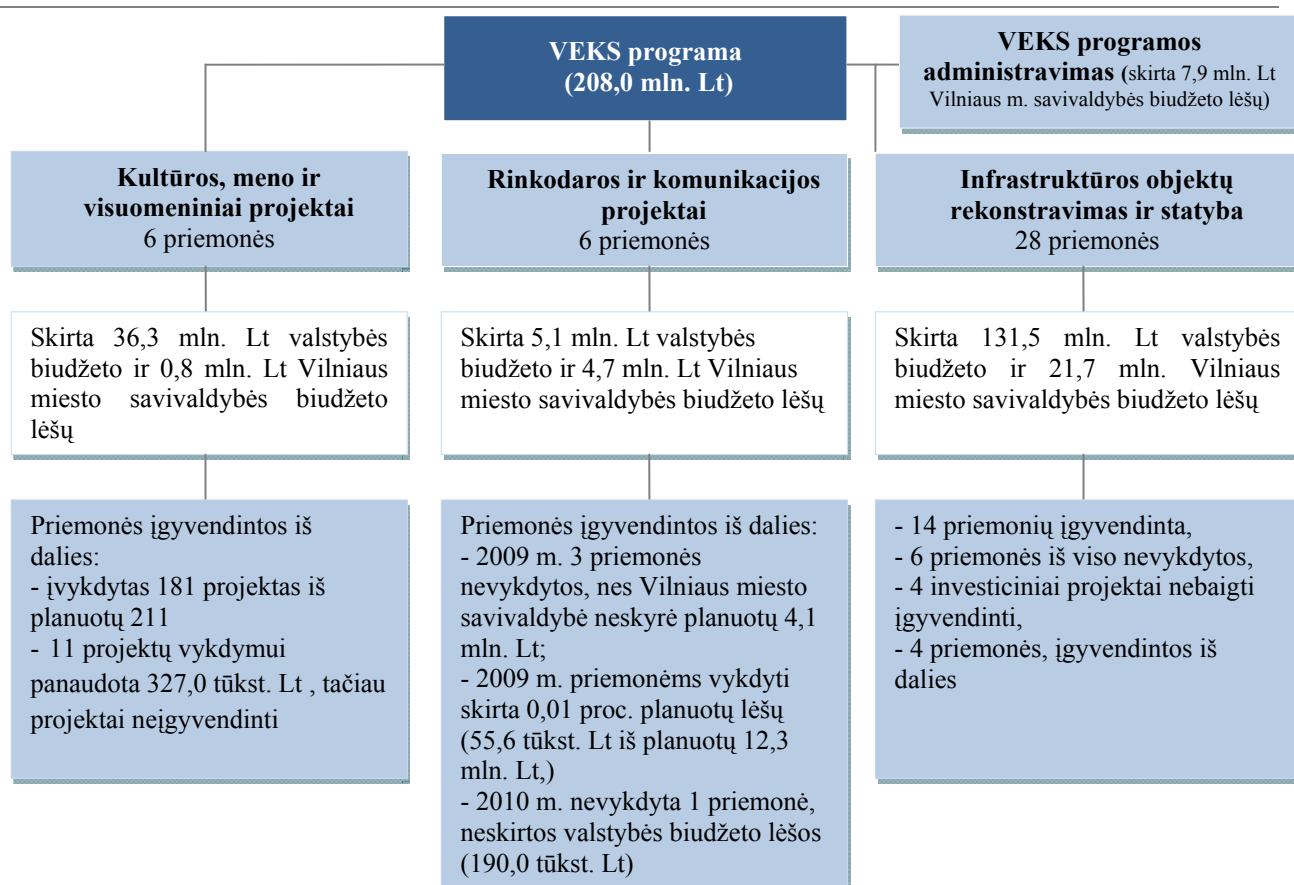 VEKS programa
(208,0 mln. Lt)
VEKS programos
administravimas (skirta 7,9 mln. Lt
Vilniaus m. savivaldybės biudžeto lėšų)
Kultūros, meno ir
visuomeniniai projektai
6 priemonės
Rinkodaros ir komunikacijos
projektai
6 priemonės
Infrastruktūros objektų
rekonstravimas ir statyba
28 priemonės
Skirta 36,3 mln. Lt valstybės
biudžeto ir 0,8 mln. Lt Vilniaus
miesto savivaldybės biudžeto
lėšų
Skirta 5,1 mln. Lt valstybės
biudžeto ir 4,7 mln. Lt Vilniaus
miesto savivaldybės biudžeto lėšų
Skirta 131,5 mln. Lt valstybės
biudžeto ir 21,7 mln. Vilniaus
miesto savivaldybės biudžeto lėšų
Priemonės įgyvendintos iš
dalies:
- įvykdytas 181 projektas iš
planuotų 211
- 11 projektų vykdymui
panaudota 327,0 tūkst. Lt , tačiau
projektai neįgyvendinti
Priemonės įgyvendintos iš dalies:
- 2009 m. 3 priemonės
nevykdytos, nes Vilniaus miesto
savivaldybė neskyrė planuotų 4,1
mln. Lt;
- 2009 m. priemonėms vykdyti
skirta 0,01 proc. planuotų lėšų
(55,6 tūkst. Lt iš planuotų 12,3
mln. Lt,)
- 2010 m. nevykdyta 1 priemonė,
neskirtos valstybės biudžeto lėšos
(190,0 tūkst. Lt)
- 14 priemonių įgyvendinta,
- 6 priemonės iš viso nevykdytos,
- 4 investiciniai projektai nebaigti
įgyvendinti,
- 4 priemonės, įgyvendintos iš
dalies